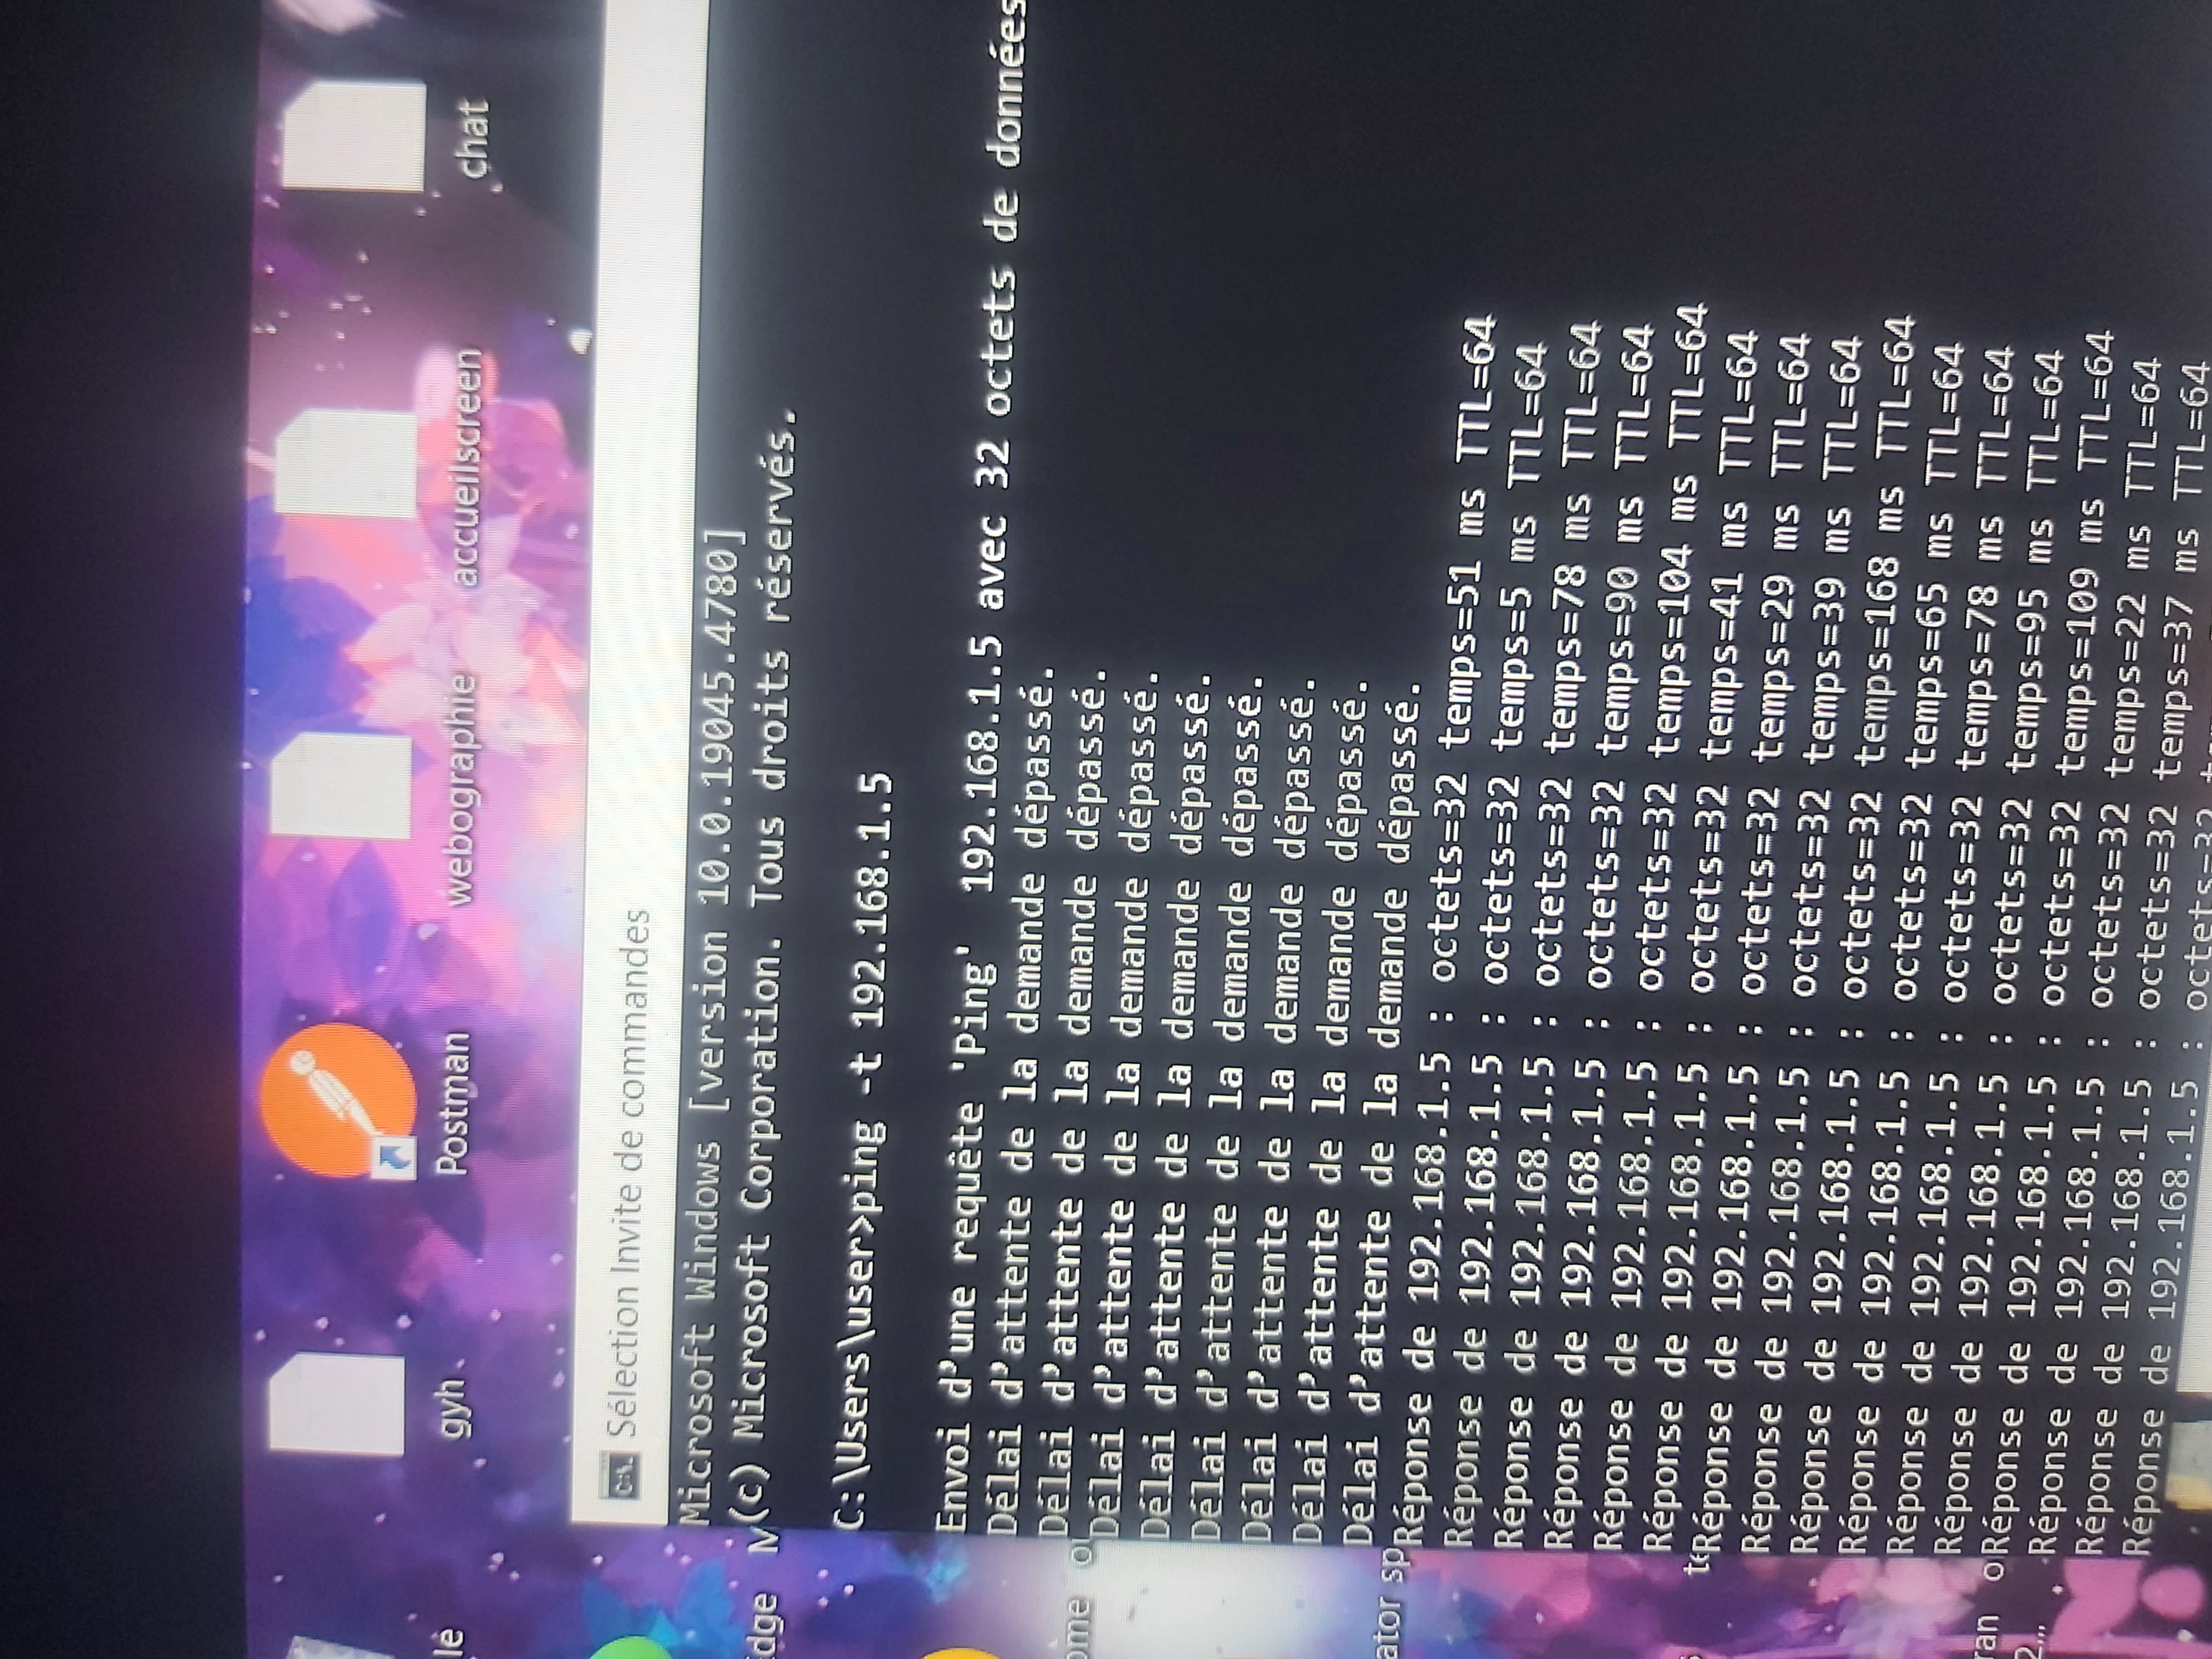 gyh
Postman
webographie
accueilscreen
chat
Sélection Invite de commandes
Microsoft Windows [version 10.0.19045.4780]
(c) Microsoft Corporation. Tous droits réservés.
C:\Users\user>ping -t 192.168.1.5
Envoi d’une requête 'Ping'  192.168.1.5 avec 32 octets de données
Délai d’attente de la demande dépassé.
Délai d’attente de la demande dépassé.
Délai d’attente de la demande dépassé.
Délai d’attente de la demande dépassé.
Délai d’attente de la demande dépassé.
Délai d’attente de la demande dépassé.
Délai d’attente de la demande dépassé.
Délai d’attente de la demande dépassé.
Réponse de 192.168.1.5 : octets=32 temps=51 ms TTL=64
Réponse de 192.168.1.5 : octets=32 temps=5 ms TTL=64
Réponse de 192.168.1.5 : octets=32 temps=78 ms TTL=64
Réponse de 192.168.1.5 : octets=32 temps=90 ms TTL=64
Réponse de 192.168.1.5 : octets=32 temps=104 ms TTL=64
Réponse de 192.168.1.5 : octets=32 temps=41 ms TTL=64
Réponse de 192.168.1.5 : octets=32 temps=29 ms TTL=64
Réponse de 192.168.1.5 : octets=32 temps=39 ms TTL=64
Réponse de 192.168.1.5 : octets=32 temps=168 ms TTL=64
Réponse de 192.168.1.5 : octets=32 temps=65 ms TTL=64
Réponse de 192.168.1.5 : octets=32 temps=78 ms TTL=64
Réponse de 192.168.1.5 : octets=32 temps=95 ms TTL=64
Réponse de 192.168.1.5 : octets=32 temps=109 ms TTL=64
Réponse de 192.168.1.5 : octets=32 temps=22 ms TTL=64
Réponse de 192.168.1.5 : octets=32 temps=37 ms TTL=64
Réponse de 192.168.1.5 : octets=32